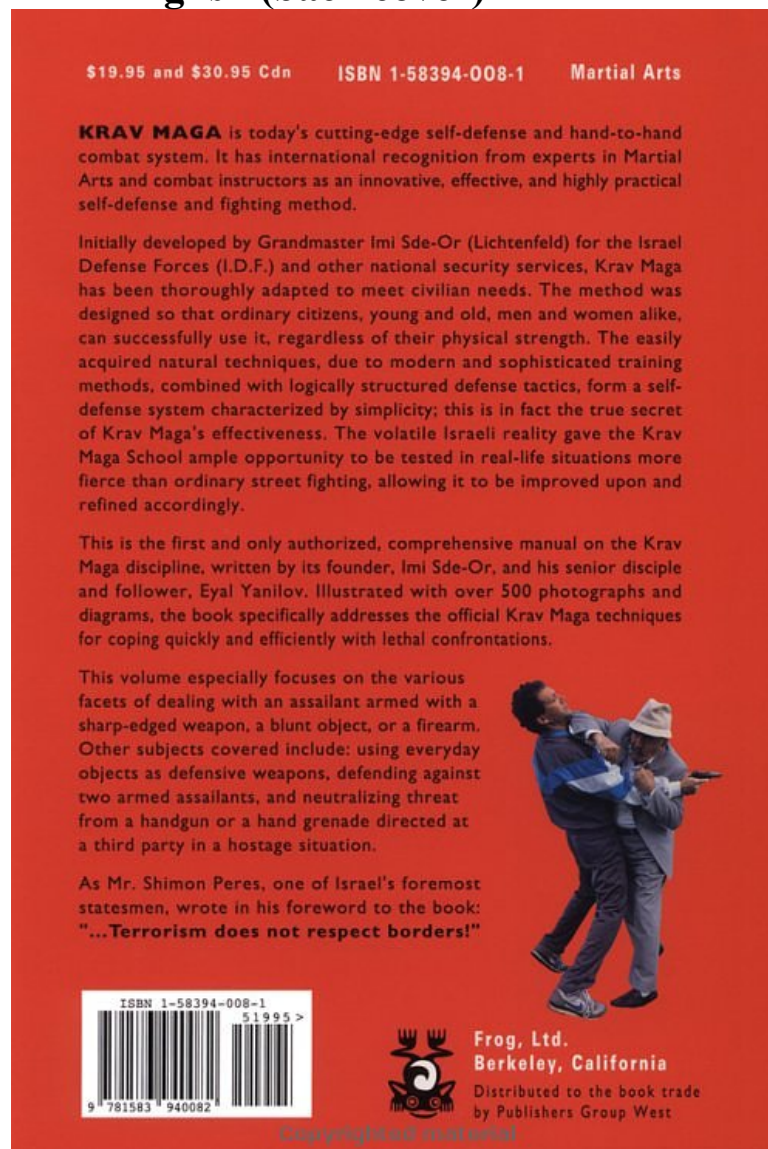 $19.95 and $30.95 Cdn ISBN 1-58394-008-1 Martial Arts
KRAV MAGA is today's cutting-edge self-defense and hand-to-hand
combat system. It has international recognition from experts in Martial
Arts and combat instructors as an innovative, effective, and highly practical
self-defense and fighting method.
Initially developed by Grandmaster Imi Sde-Or (Lichtenfeld) for the Israel
Defense Forces (I.D.F.) and other national security services, Krav Maga
has been thoroughly adapted to meet civilian needs. The method was
designed so that ordinary citizens, young and old, men and women alike,
can successfully use it, regardless of their physical strength. The easily
acquired natural techniques, due to modern and sophisticated training
methods, combined with logically structured defense tactics, form a self-
defense system characterized by simplicity; this is in fact the true secret
of Krav Maga's effectiveness. The volatile Israeli reality gave the Krav
Maga School ample opportunity to be tested in real-life situations more
fierce than ordinary street fighting, allowing it to be improved upon and
refined accordingly.
This is the first and only authorized, comprehensive manual on the Krav
Maga discipline, written by its founder, Imi Sde-Or, and his senior disciple
and follower, Eyal Yanilov. Illustrated with over 500 photographs and
diagrams, the book specifically addresses the official Krav Maga techniques
for coping quickly and efficiently with lethal confrontations.
This volume especially focuses on the various
facets of dealing with an assailant armed with a
sharp-edged weapon, a blunt object, or a firearm.
Other subjects covered include: using everyday
objects as defensive weapons, defending against
two armed assailants, and neutralizing threat
from a handgun or a hand grenade directed at
a third party in a hostage situation.
As Mr. Shimon Peres, one of Israel's foremost
statesmen, wrote in his foreword to the book:
"...Terrorism does not respect borders!"
ISBN 1-58394-008-1
51995>
9 781583 940082
Frog, Ltd.
Berkeley, California
Distributed to the book trade
by Publishers Group West
Copyrighted material